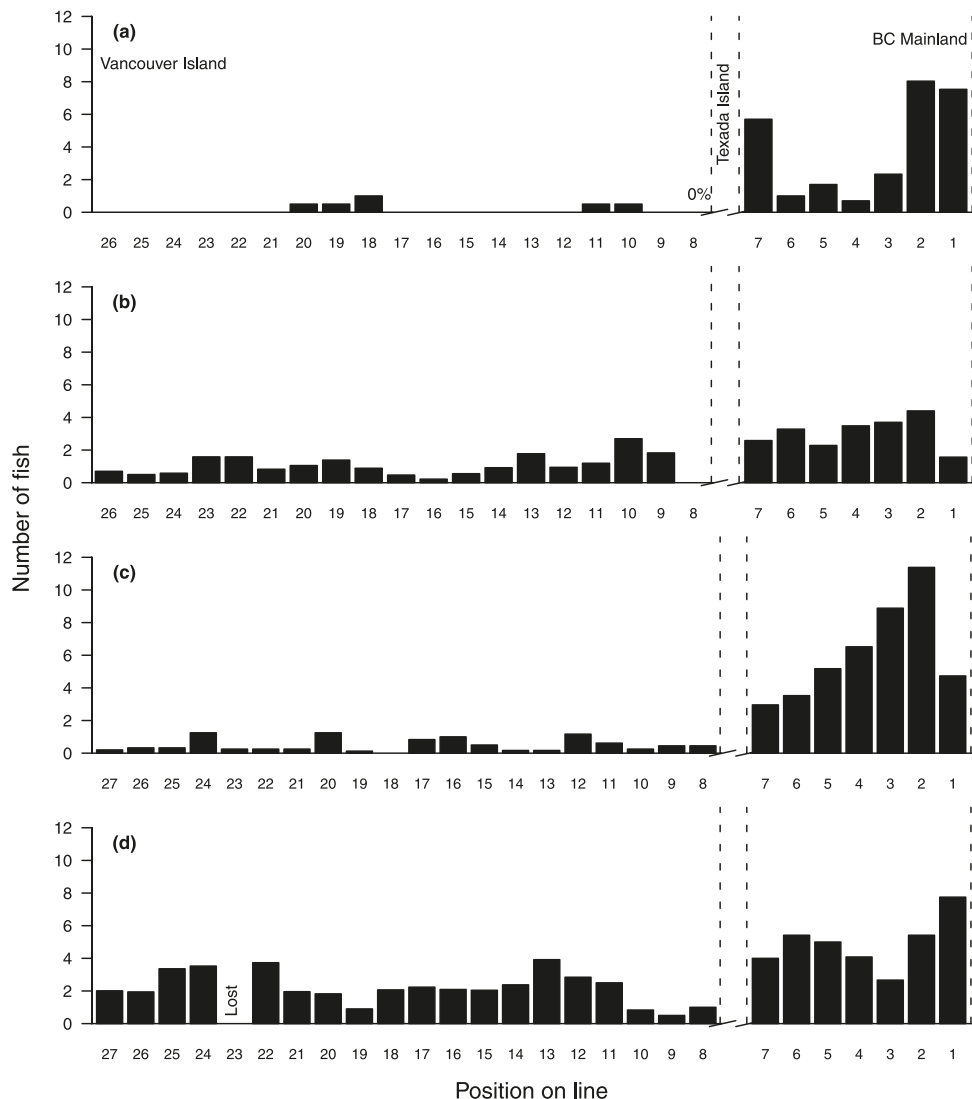 (a)
Vancouver Island
Texada Island
BC Mainland
12
10
8
6
4
2
0
0%
26 25 24 23 22 21 20 19 18 17 16 15 14 13 12 11 10 9 8 7 6 5 4 3 2 1
(b)
12
10
8
6
4
2
0
26 25 24 23 22 21 20 19 18 17 16 15 14 13 12 11 10 9 8 7 6 5 4 3 2 1
Number of fish
(c)
12
10
8
6
4
2
0
27 26 25 24 23 22 21 20 19 18 17 16 15 14 13 12 11 10 9 8 7 6 5 4 3 2 1
(d)
12
10
8
6
4
2
0
Lost
27 26 25 24 23 22 21 20 19 18 17 16 15 14 13 12 11 10 9 8 7 6 5 4 3 2 1
Position on line